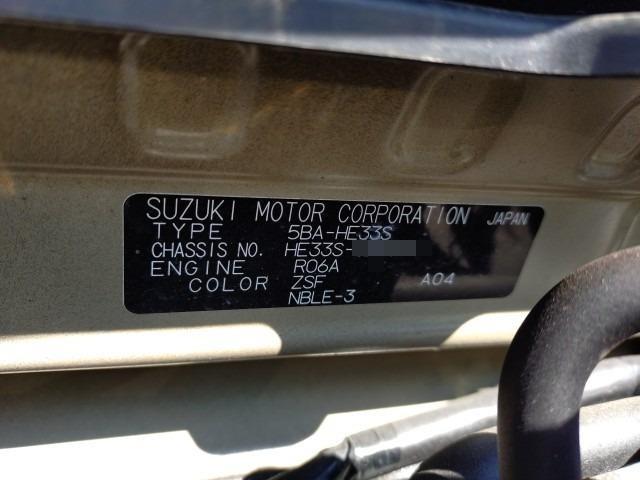 SUZUKI MOTOR CORPORATION JAPAN
TYPE 5BA-HE33S
CHASSIS NO. HE33S-
ENGINE R06A
COLOR ZSF A04
NBLE-3